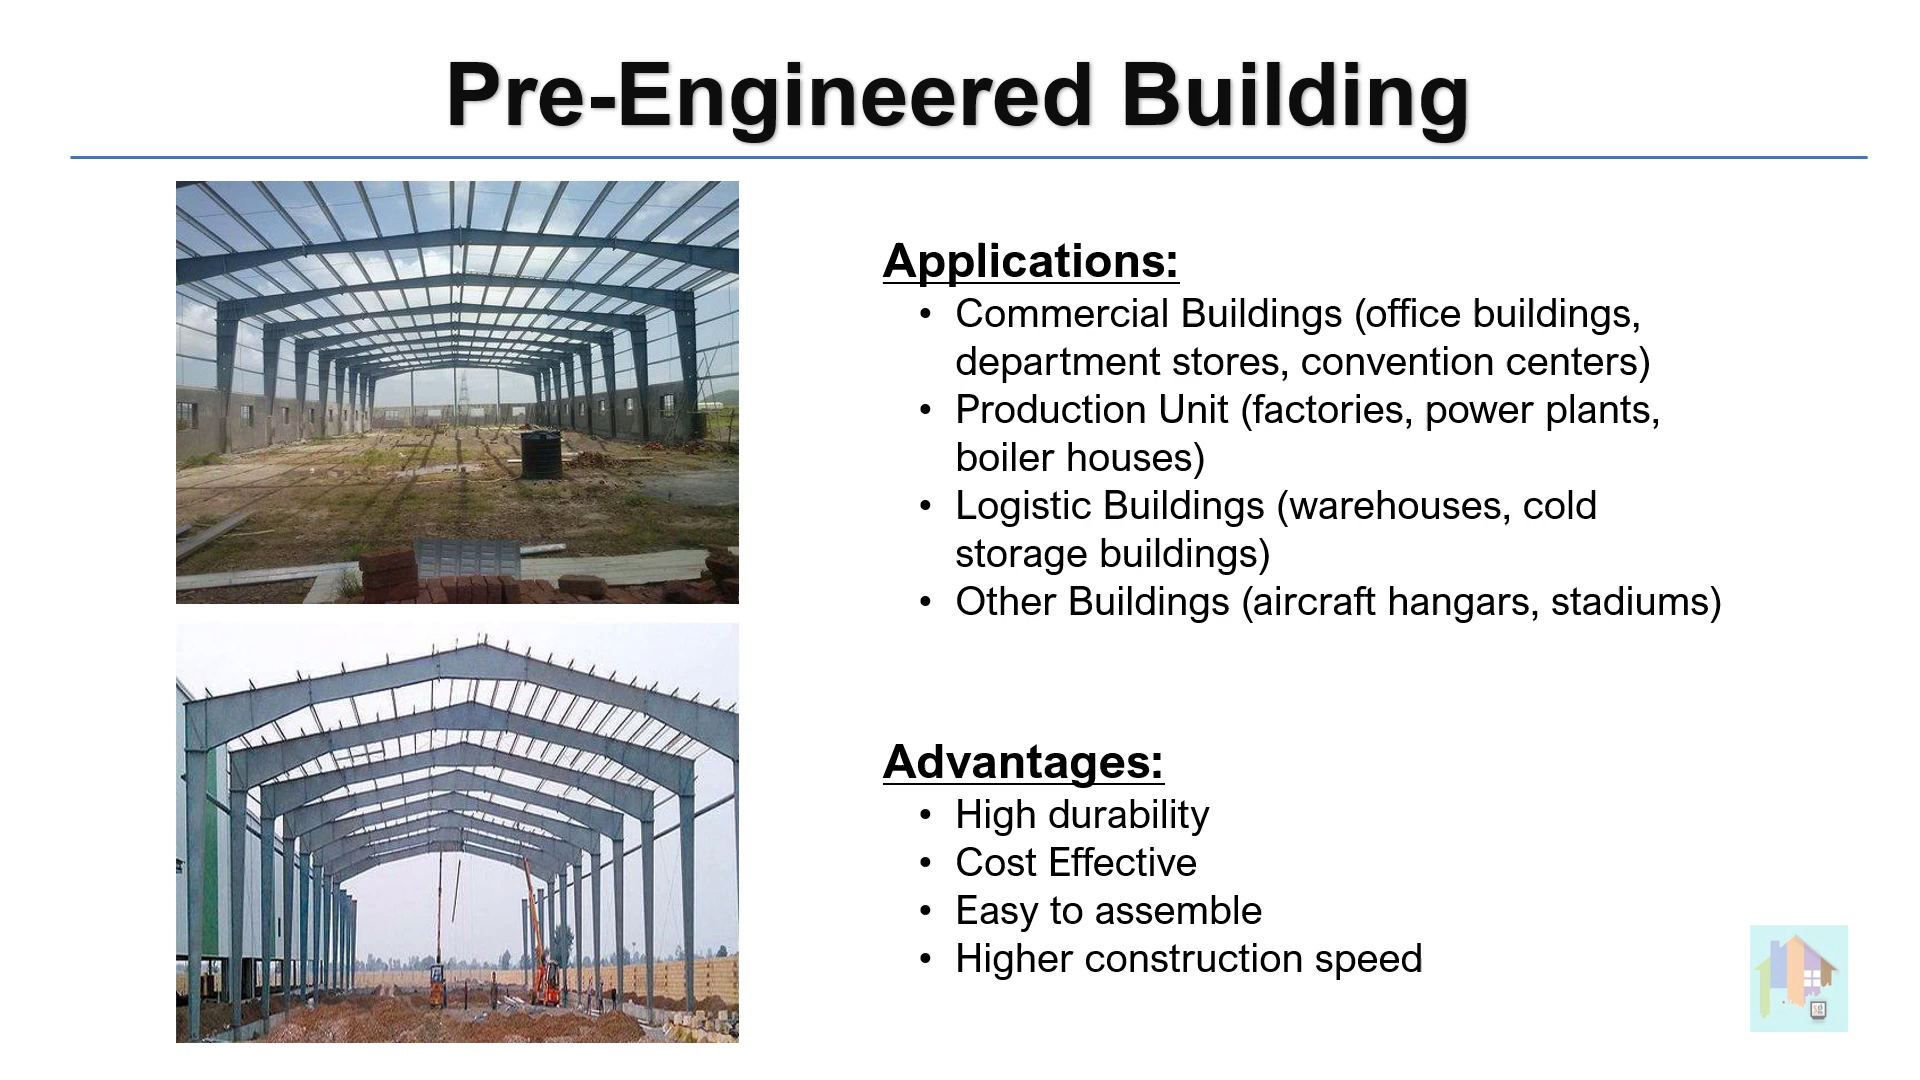 Pre-Engineered Building
Applications:
• Commercial Buildings (office buildings,
department stores, convention centers)
• Production Unit (factories, power plants,
boiler houses)
• Logistic Buildings (warehouses, cold
storage buildings)
• Other Buildings (aircraft hangars, stadiums)
Advantages:
• High durability
• Cost Effective
• Easy to assemble
• Higher construction speed